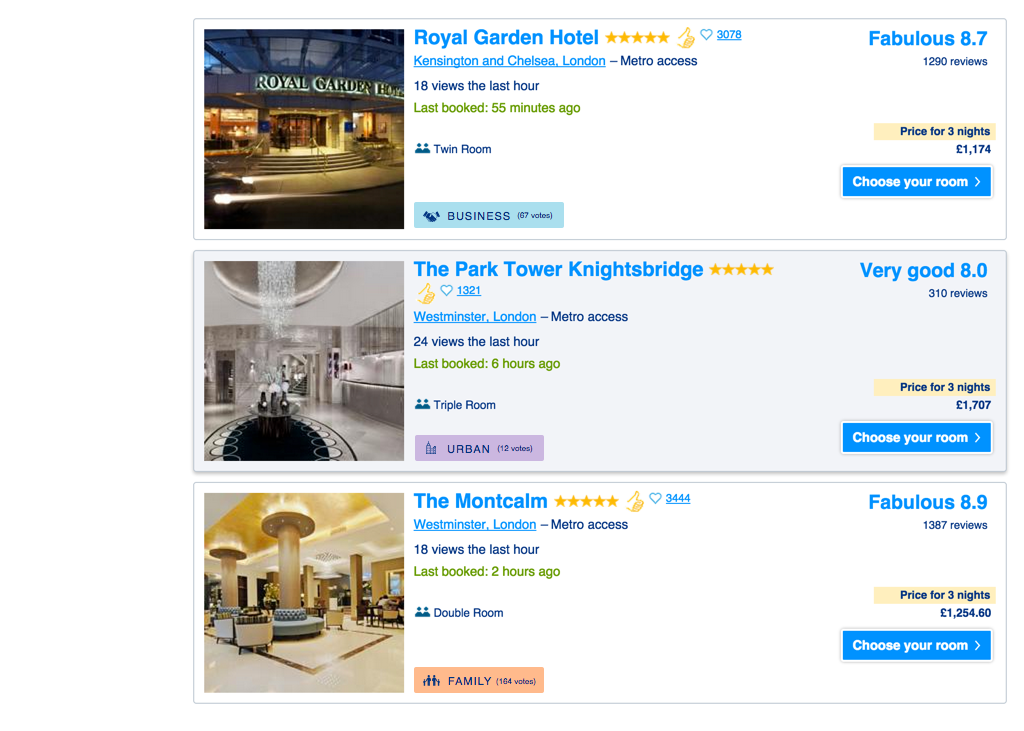 ROYAL GARDEN HOT
Royal Garden Hotel 3078
Kensington and Chelsea, London – Metro access
18 views the last hour
Last booked: 55 minutes ago
Twin Room
BUSINESS (67 votes)
Fabulous 8.7
1290 reviews
Price for 3 nights
£1,174
Choose your room
The Park Tower Knightsbridge
1321
Westminster, London – Metro access
24 views the last hour
Last booked: 6 hours ago
Triple Room
URBAN (12 votes)
Very good 8.0
310 reviews
Price for 3 nights
£1,707
Choose your room
The Montcalm 3444
Westminster, London – Metro access
18 views the last hour
Last booked: 2 hours ago
Double Room
FAMILY (164 votes)
Fabulous 8.9
1387 reviews
Price for 3 nights
£1,254.60
Choose your room